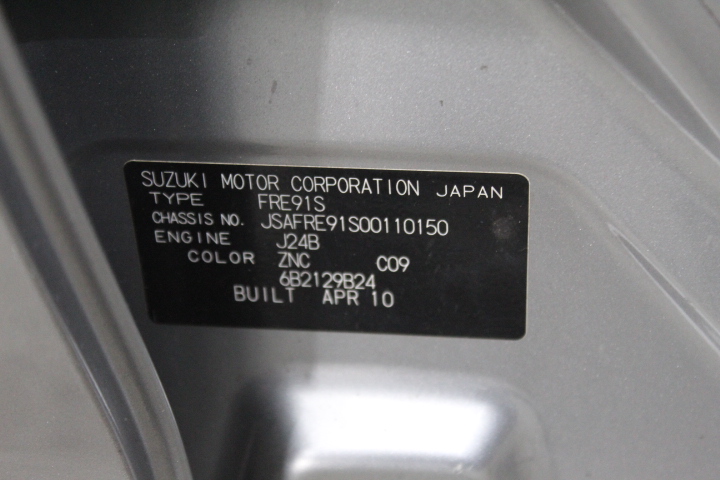 SUZUKI MOTOR CORPORATION JAPAN
TYPE FRE91S
CHASSIS NO. JSAFRE91S00110150
ENGINE J24B
COLOR ZNC C09
6B2129B24
BUILT APR 10